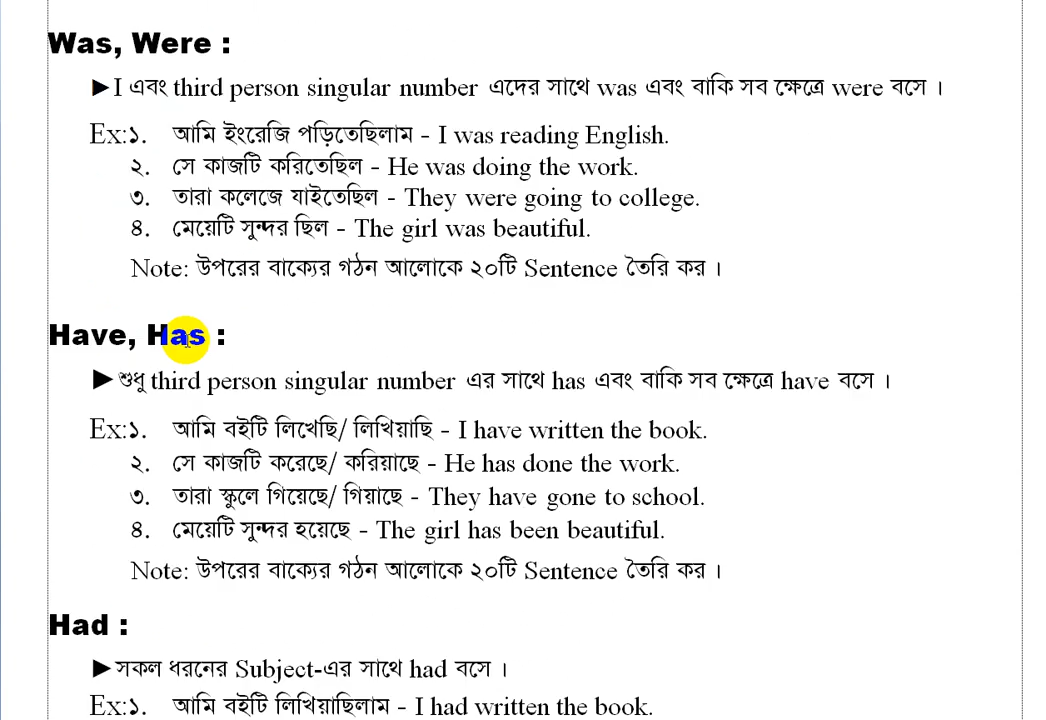 Was, Were :
►I এবং third person singular number এদের সাথে was এবং বাকি সব ক্ষেত্রে were বসে ।
Ex:১. আমি ইংরেজি পড়িতেছিলাম - I was reading English.
২. সে কাজটি করিতেছিল - He was doing the work.
৩. তারা কলেজে যাইতেছিল - They were going to college.
৪. মেয়েটি সুন্দর ছিল - The girl was beautiful.
Note: উপরের বাক্যের গঠন আলোকে ২০টি Sentence তৈরি কর ।
Have, Has :
►শুধু third person singular number এর সাথে has এবং বাকি সব ক্ষেত্রে have বসে ।
Ex:১. আমি বইটি লিখেছি/ লিখিয়াছি - I have written the book.
২. সে কাজটি করেছে/ করিয়াছে - He has done the work.
৩. তারা স্কুলে গিয়েছে/ গিয়াছে - They have gone to school.
৪. মেয়েটি সুন্দর হয়েছে - The girl has been beautiful.
Note: উপরের বাক্যের গঠন আলোকে ২০টি Sentence তৈরি কর ।
Had :
►সকল ধরনের Subject-এর সাথে had বসে ।
Ex:১. আমি বইটি লিখিয়াছিলাম - I had written the book.